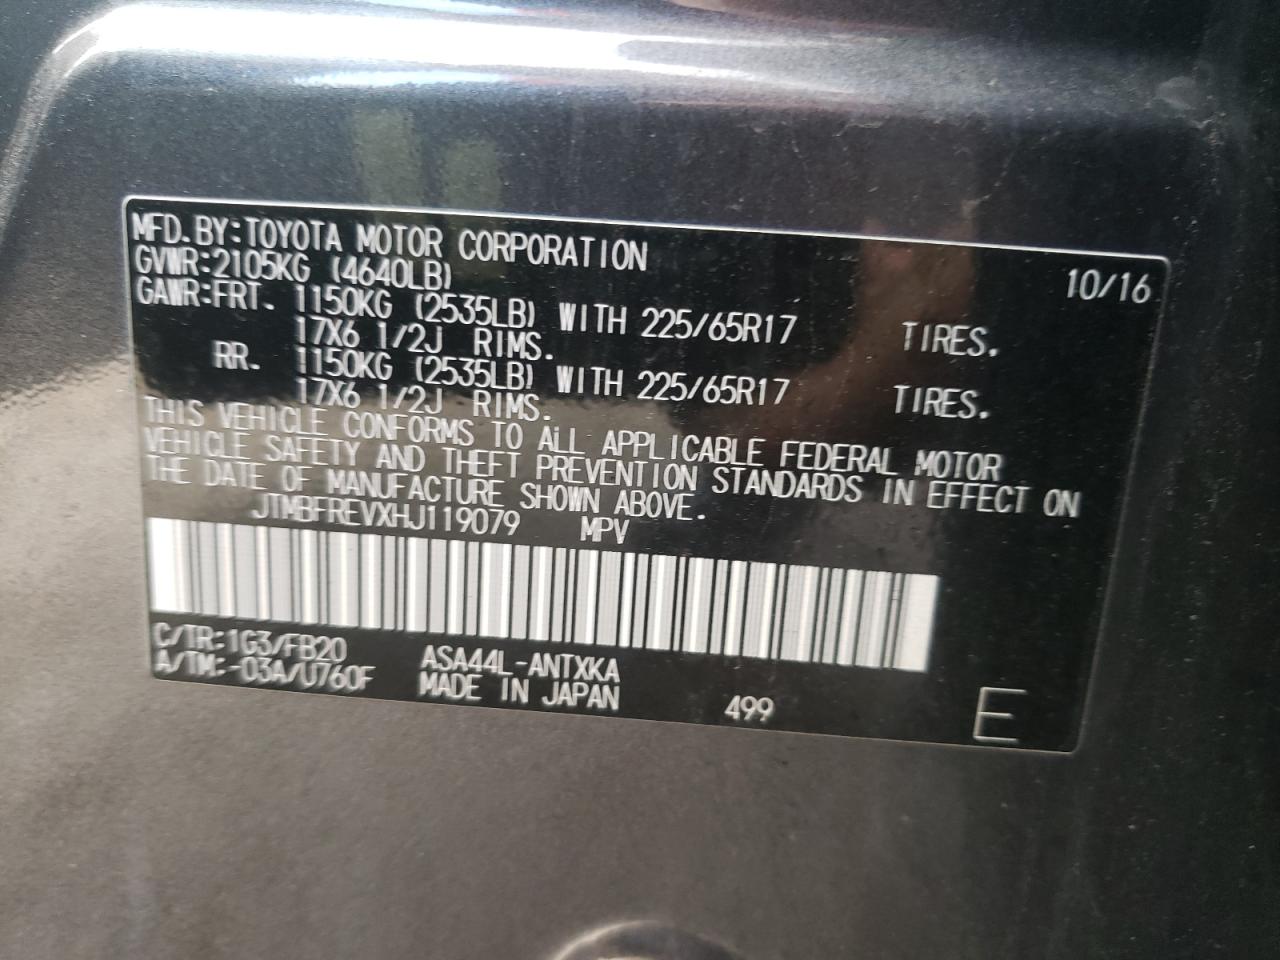 MFD.BY:TOYOTA MOTOR CORPORATION 10/16
GVWR:2105KG (4640LB)
GAWR:FRT. 1150KG (2535LB) WITH 225/65R17 TIRES.
17X6 1/2J RIMS.
RR. 1150KG (2535LB) WITH 225/65R17 TIRES.
17X6 1/2J RIMS.
THIS VEHICLE CONFORMS TO ALL APPLICABLE FEDERAL MOTOR
VEHICLE SAFETY AND THEFT PREVENTION STANDARDS IN EFFECT ON
THE DATE OF MANUFACTURE SHOWN ABOVE.
JTMBFREVXHJ119079 MPV
C/TR:1G3/FB20 ASA44L-ANTXKA
A/TM:-03A/U760F MADE IN JAPAN 499 E